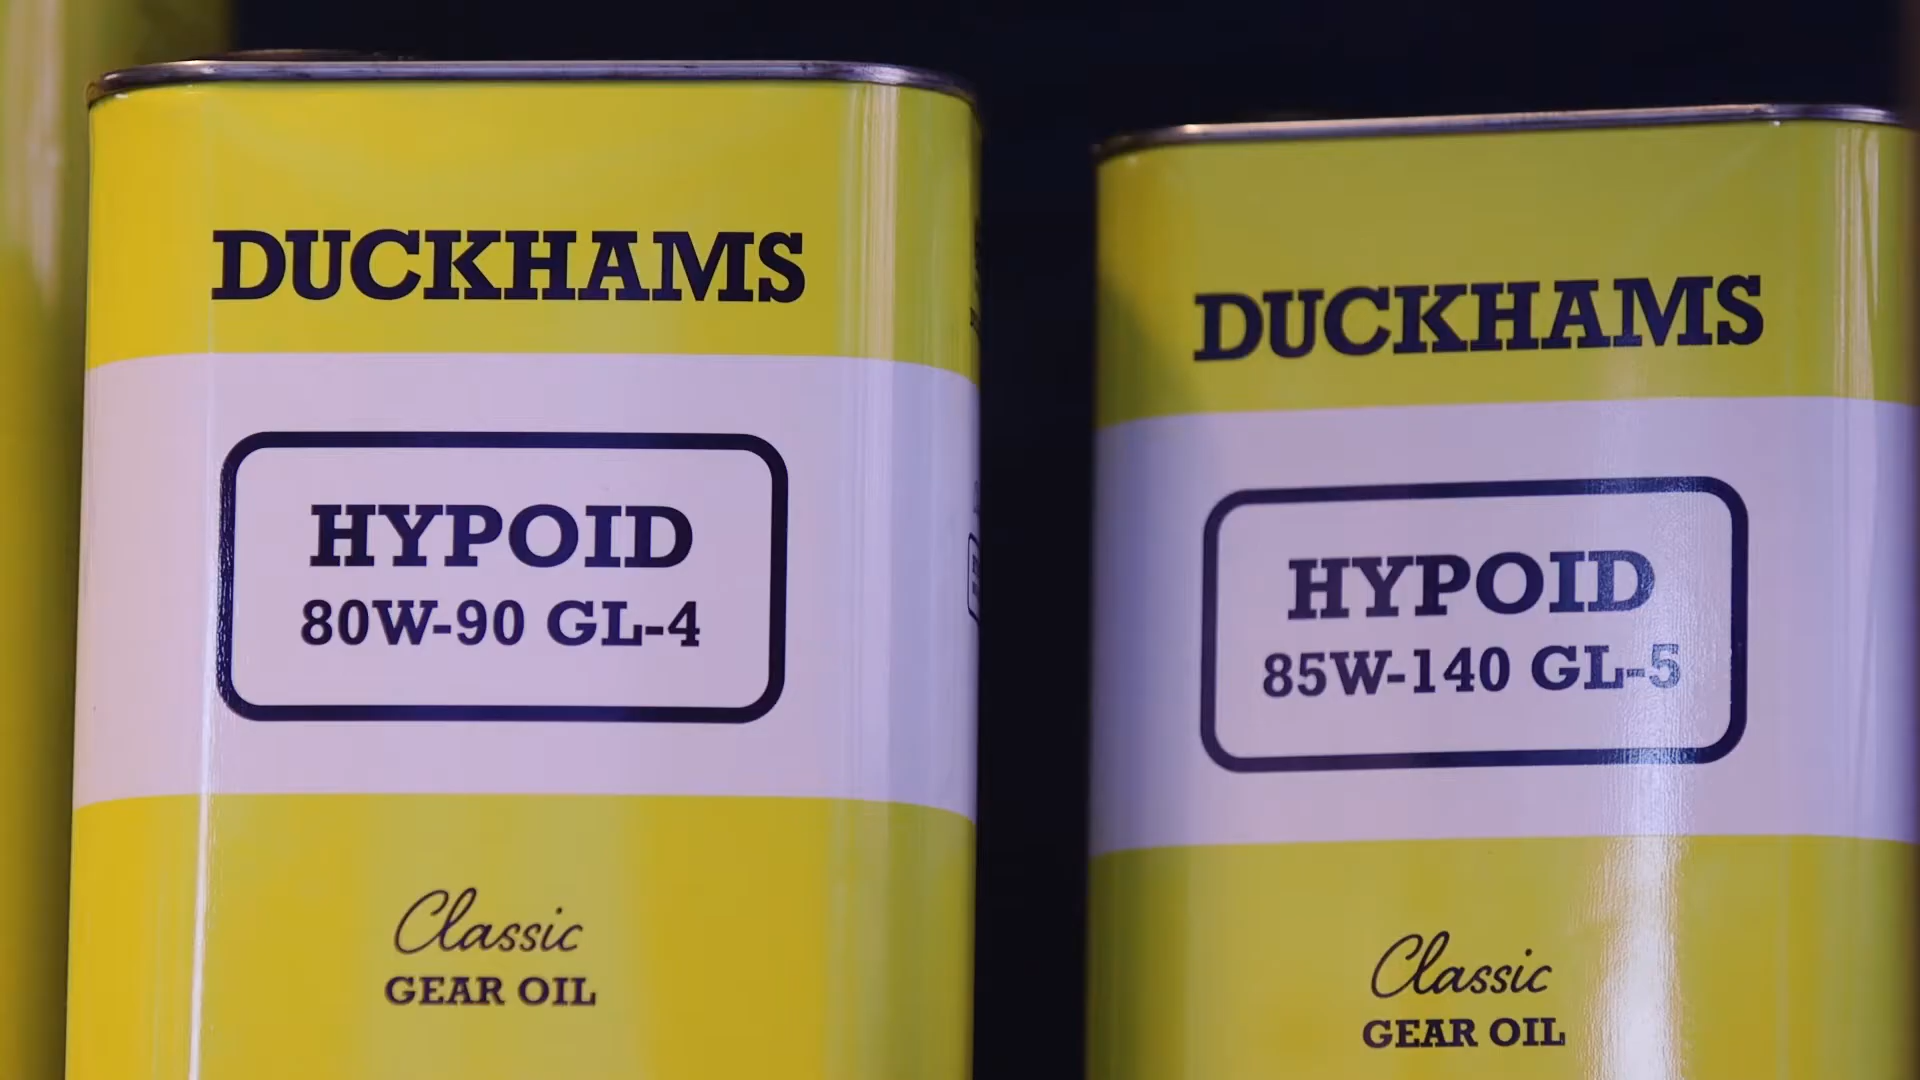 DUCKHAMS
HYPOID
80W-90 GL-4
Classic
GEAR OIL
DUCKHAMS
HYPOID
85W-140 GL-5
Classic
GEAR OIL